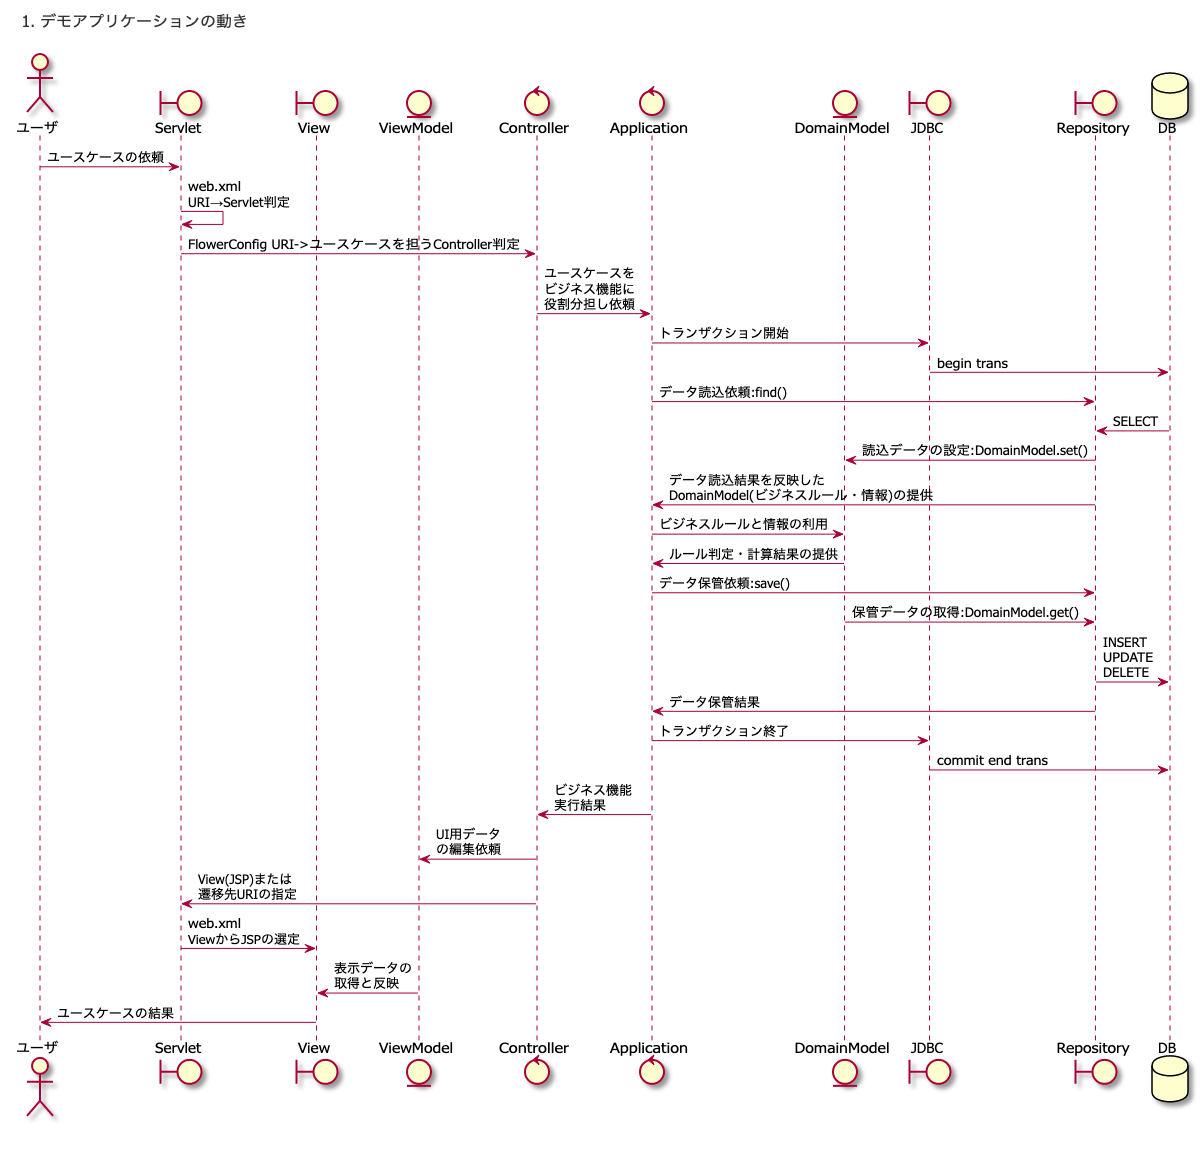 1. デモアプリケーションの動き
ユーザ
Servlet
View
ViewModel
Controller
Application
DomainModel
JDBC
Repository
DB
ユースケースの依頼
web.xml
URI→Servlet判定
FlowerConfig URI->ユースケースを担うController判定
ユースケースを
ビジネス機能に
役割分担し依頼
トランザクション開始
begin trans
データ読込依頼:find()
SELECT
読込データの設定:DomainModel.set()
データ読込結果を反映した
DomainModel(ビジネスルール・情報)の提供
ビジネスルールと情報の利用
ルール判定・計算結果の提供
データ保管依頼:save()
保管データの取得:DomainModel.get()
INSERT
UPDATE
DELETE
データ保管結果
トランザクション終了
commit end trans
ビジネス機能
実行結果
UI用データ
の編集依頼
View(JSP)または
遷移先URIの指定
web.xml
ViewからJSPの選定
表示データの
取得と反映
ユースケースの結果
ユーザ
Servlet
View
ViewModel
Controller
Application
DomainModel
JDBC
Repository
DB